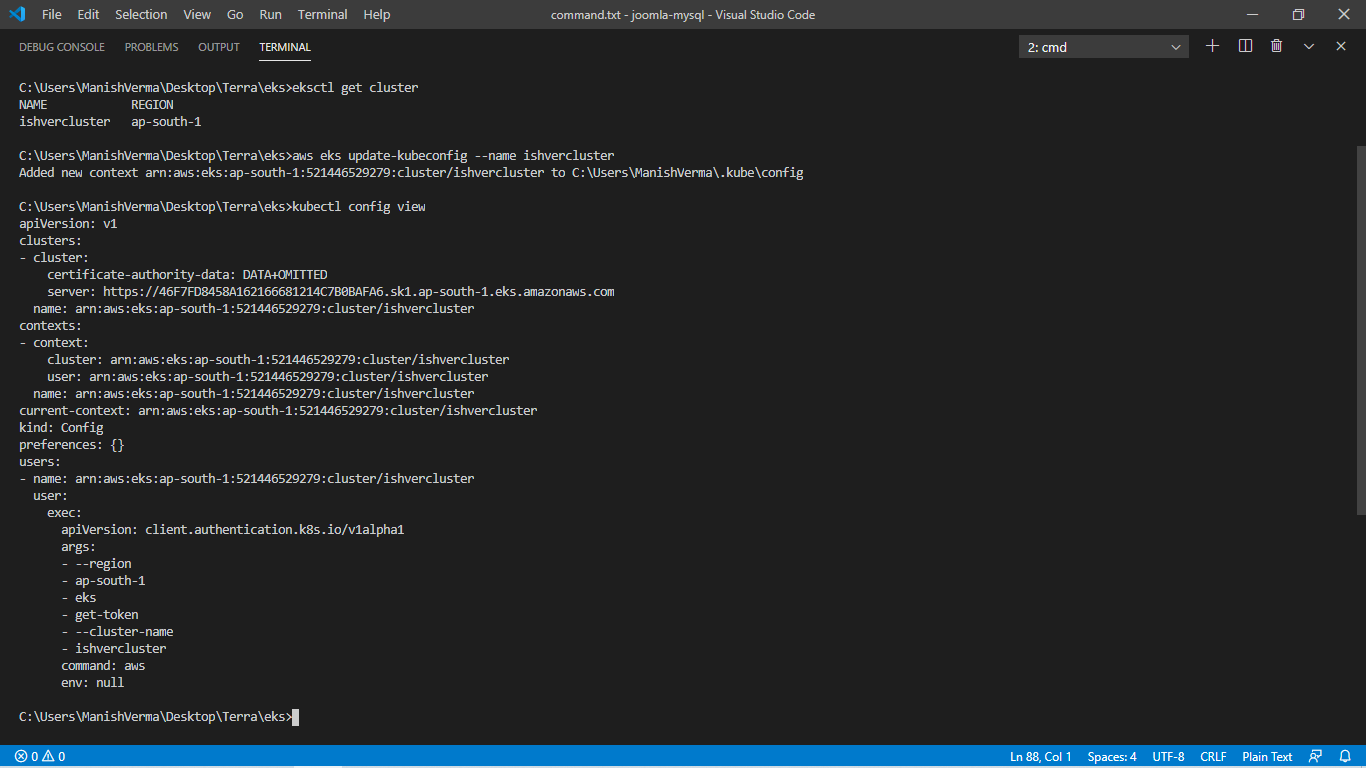 File Edit Selection View Go Run Terminal Help command.txt - joomla-mysql - Visual Studio Code
DEBUG CONSOLE PROBLEMS OUTPUT TERMINAL 2: cmd
C:\Users\ManishVerma\Desktop\Terra\eks>eksctl get cluster
NAME            REGION
ishvercluster   ap-south-1
C:\Users\ManishVerma\Desktop\Terra\eks>aws eks update-kubeconfig --name ishvercluster
Added new context arn:aws:eks:ap-south-1:521446529279:cluster/ishvercluster to C:\Users\ManishVerma\.kube\config
C:\Users\ManishVerma\Desktop\Terra\eks>kubectl config view
apiVersion: v1
clusters:
- cluster:
    certificate-authority-data: DATA+OMITTED
    server: https://46F7FD8458A162166681214C7B0BAFA6.sk1.ap-south-1.eks.amazonaws.com
  name: arn:aws:eks:ap-south-1:521446529279:cluster/ishvercluster
contexts:
- context:
    cluster: arn:aws:eks:ap-south-1:521446529279:cluster/ishvercluster
    user: arn:aws:eks:ap-south-1:521446529279:cluster/ishvercluster
  name: arn:aws:eks:ap-south-1:521446529279:cluster/ishvercluster
current-context: arn:aws:eks:ap-south-1:521446529279:cluster/ishvercluster
kind: Config
preferences: {}
users:
- name: arn:aws:eks:ap-south-1:521446529279:cluster/ishvercluster
  user:
    exec:
      apiVersion: client.authentication.k8s.io/v1alpha1
      args:
      - --region
      - ap-south-1
      - eks
      - get-token
      - --cluster-name
      - ishvercluster
      command: aws
      env: null
C:\Users\ManishVerma\Desktop\Terra\eks>
0 0 Ln 88, Col 1 Spaces: 4 UTF-8 CRLF Plain Text